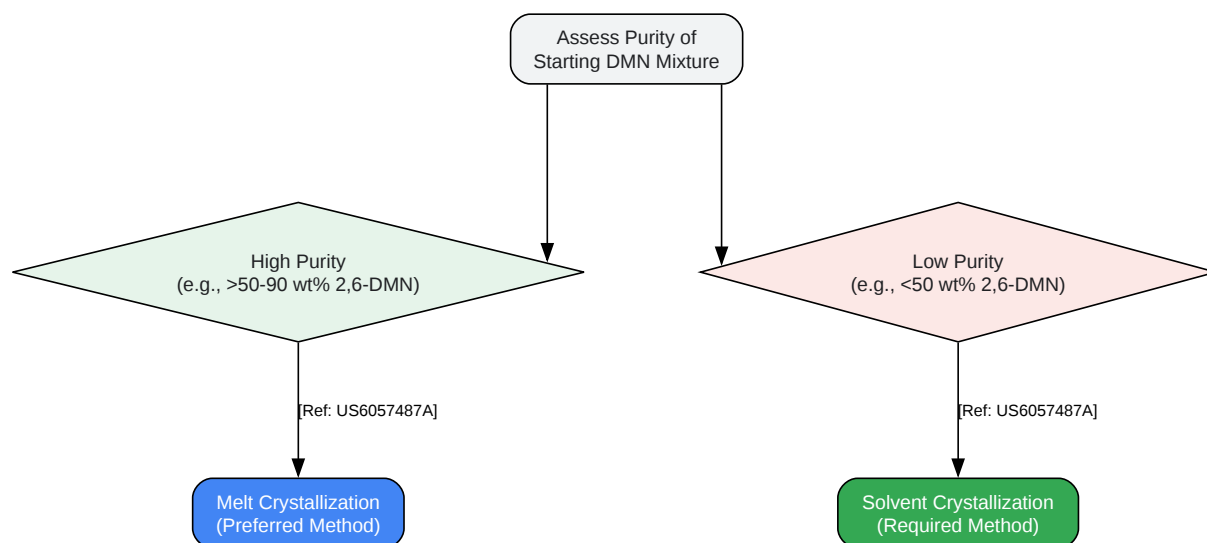 Assess Purity of
Starting DMN Mixture
High Purity
(e.g., >50-90 wt% 2,6-DMN)
Low Purity
(e.g., <50 wt% 2,6-DMN)
[Ref: US6057487A]
[Ref: US6057487A]
Melt Crystallization
(Preferred Method)
Solvent Crystallization
(Required Method)